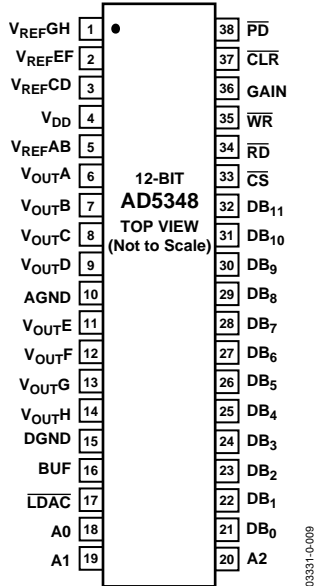 VREFGH 1
VREFEF 2
VREFCD 3
VDD 4
VREFAB 5
VOUTA 6
VOUTB 7
VOUTC 8
VOUTD 9
AGND 10
VOUTE 11
VOUTF 12
VOUTG 13
VOUTH 14
DGND 15
BUF 16
LDAC 17
A0 18
A1 19
12-BIT
AD5348
TOP VIEW
(Not to Scale)
38 PD
37 CLR
36 GAIN
35 WR
34 RD
33 CS
32 DB11
31 DB10
30 DB9
29 DB8
28 DB7
27 DB6
26 DB5
25 DB4
24 DB3
23 DB2
22 DB1
21 DB0
20 A2
03331-0-009